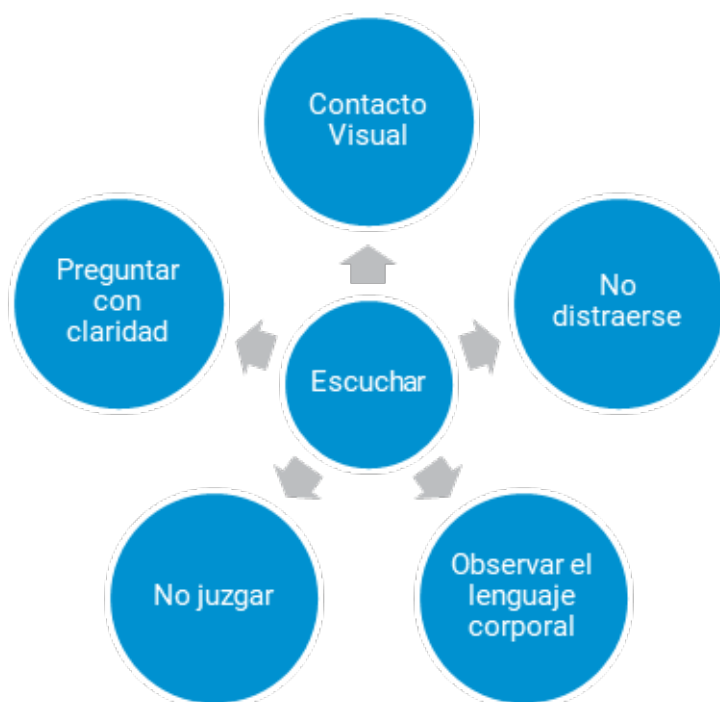 Contacto
Visual
No
distraerse
Observar el
lenguaje
corporal
No juzgar
Preguntar
con
claridad
Escuchar